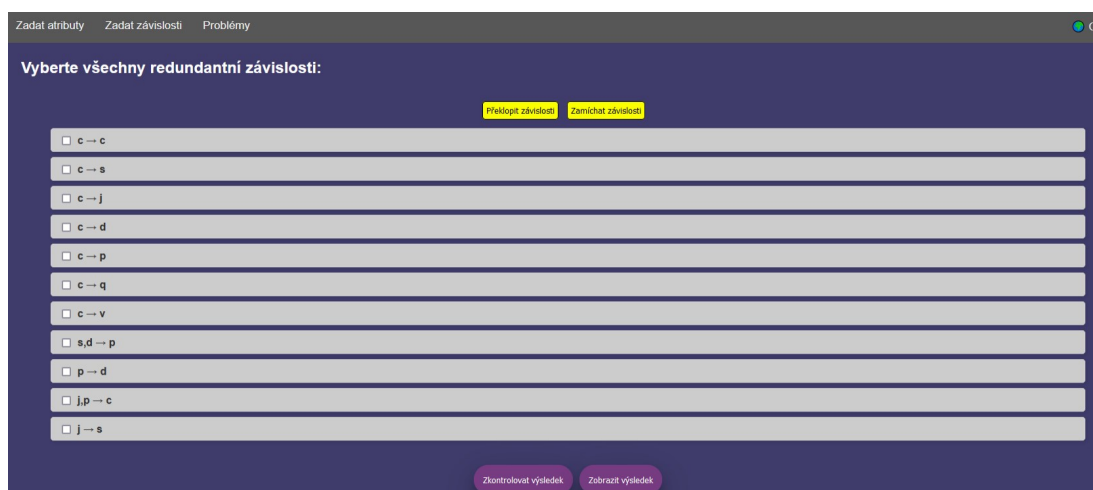 Zadat atributy Zadat závislosti Problémy
Vyberte všechny redundantní závislosti:
Překlopit závislosti Zamíchat závislosti
c → c
c → s
c → j
c → d
c → p
c → q
c → v
s,d → p
p → d
j,p → c
j → s
Zkontrolovat výsledek Zobrazit výsledek